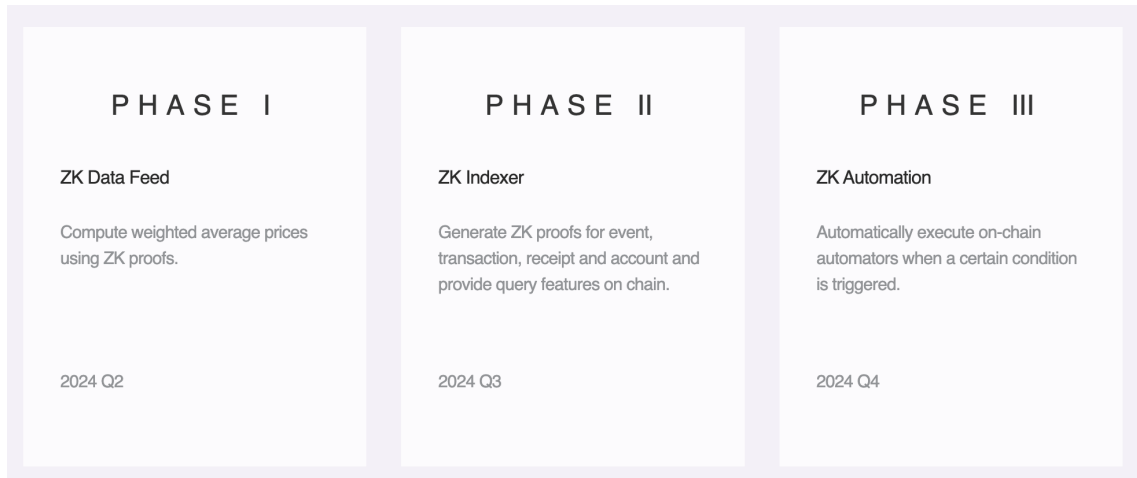 PHASE I
ZK Data Feed
Compute weighted average prices
using ZK proofs.
2024 Q2
PHASE II
ZK Indexer
Generate ZK proofs for event,
transaction, receipt and account and
provide query features on chain.
2024 Q3
PHASE III
ZK Automation
Automatically execute on-chain
automators when a certain condition
is triggered.
2024 Q4